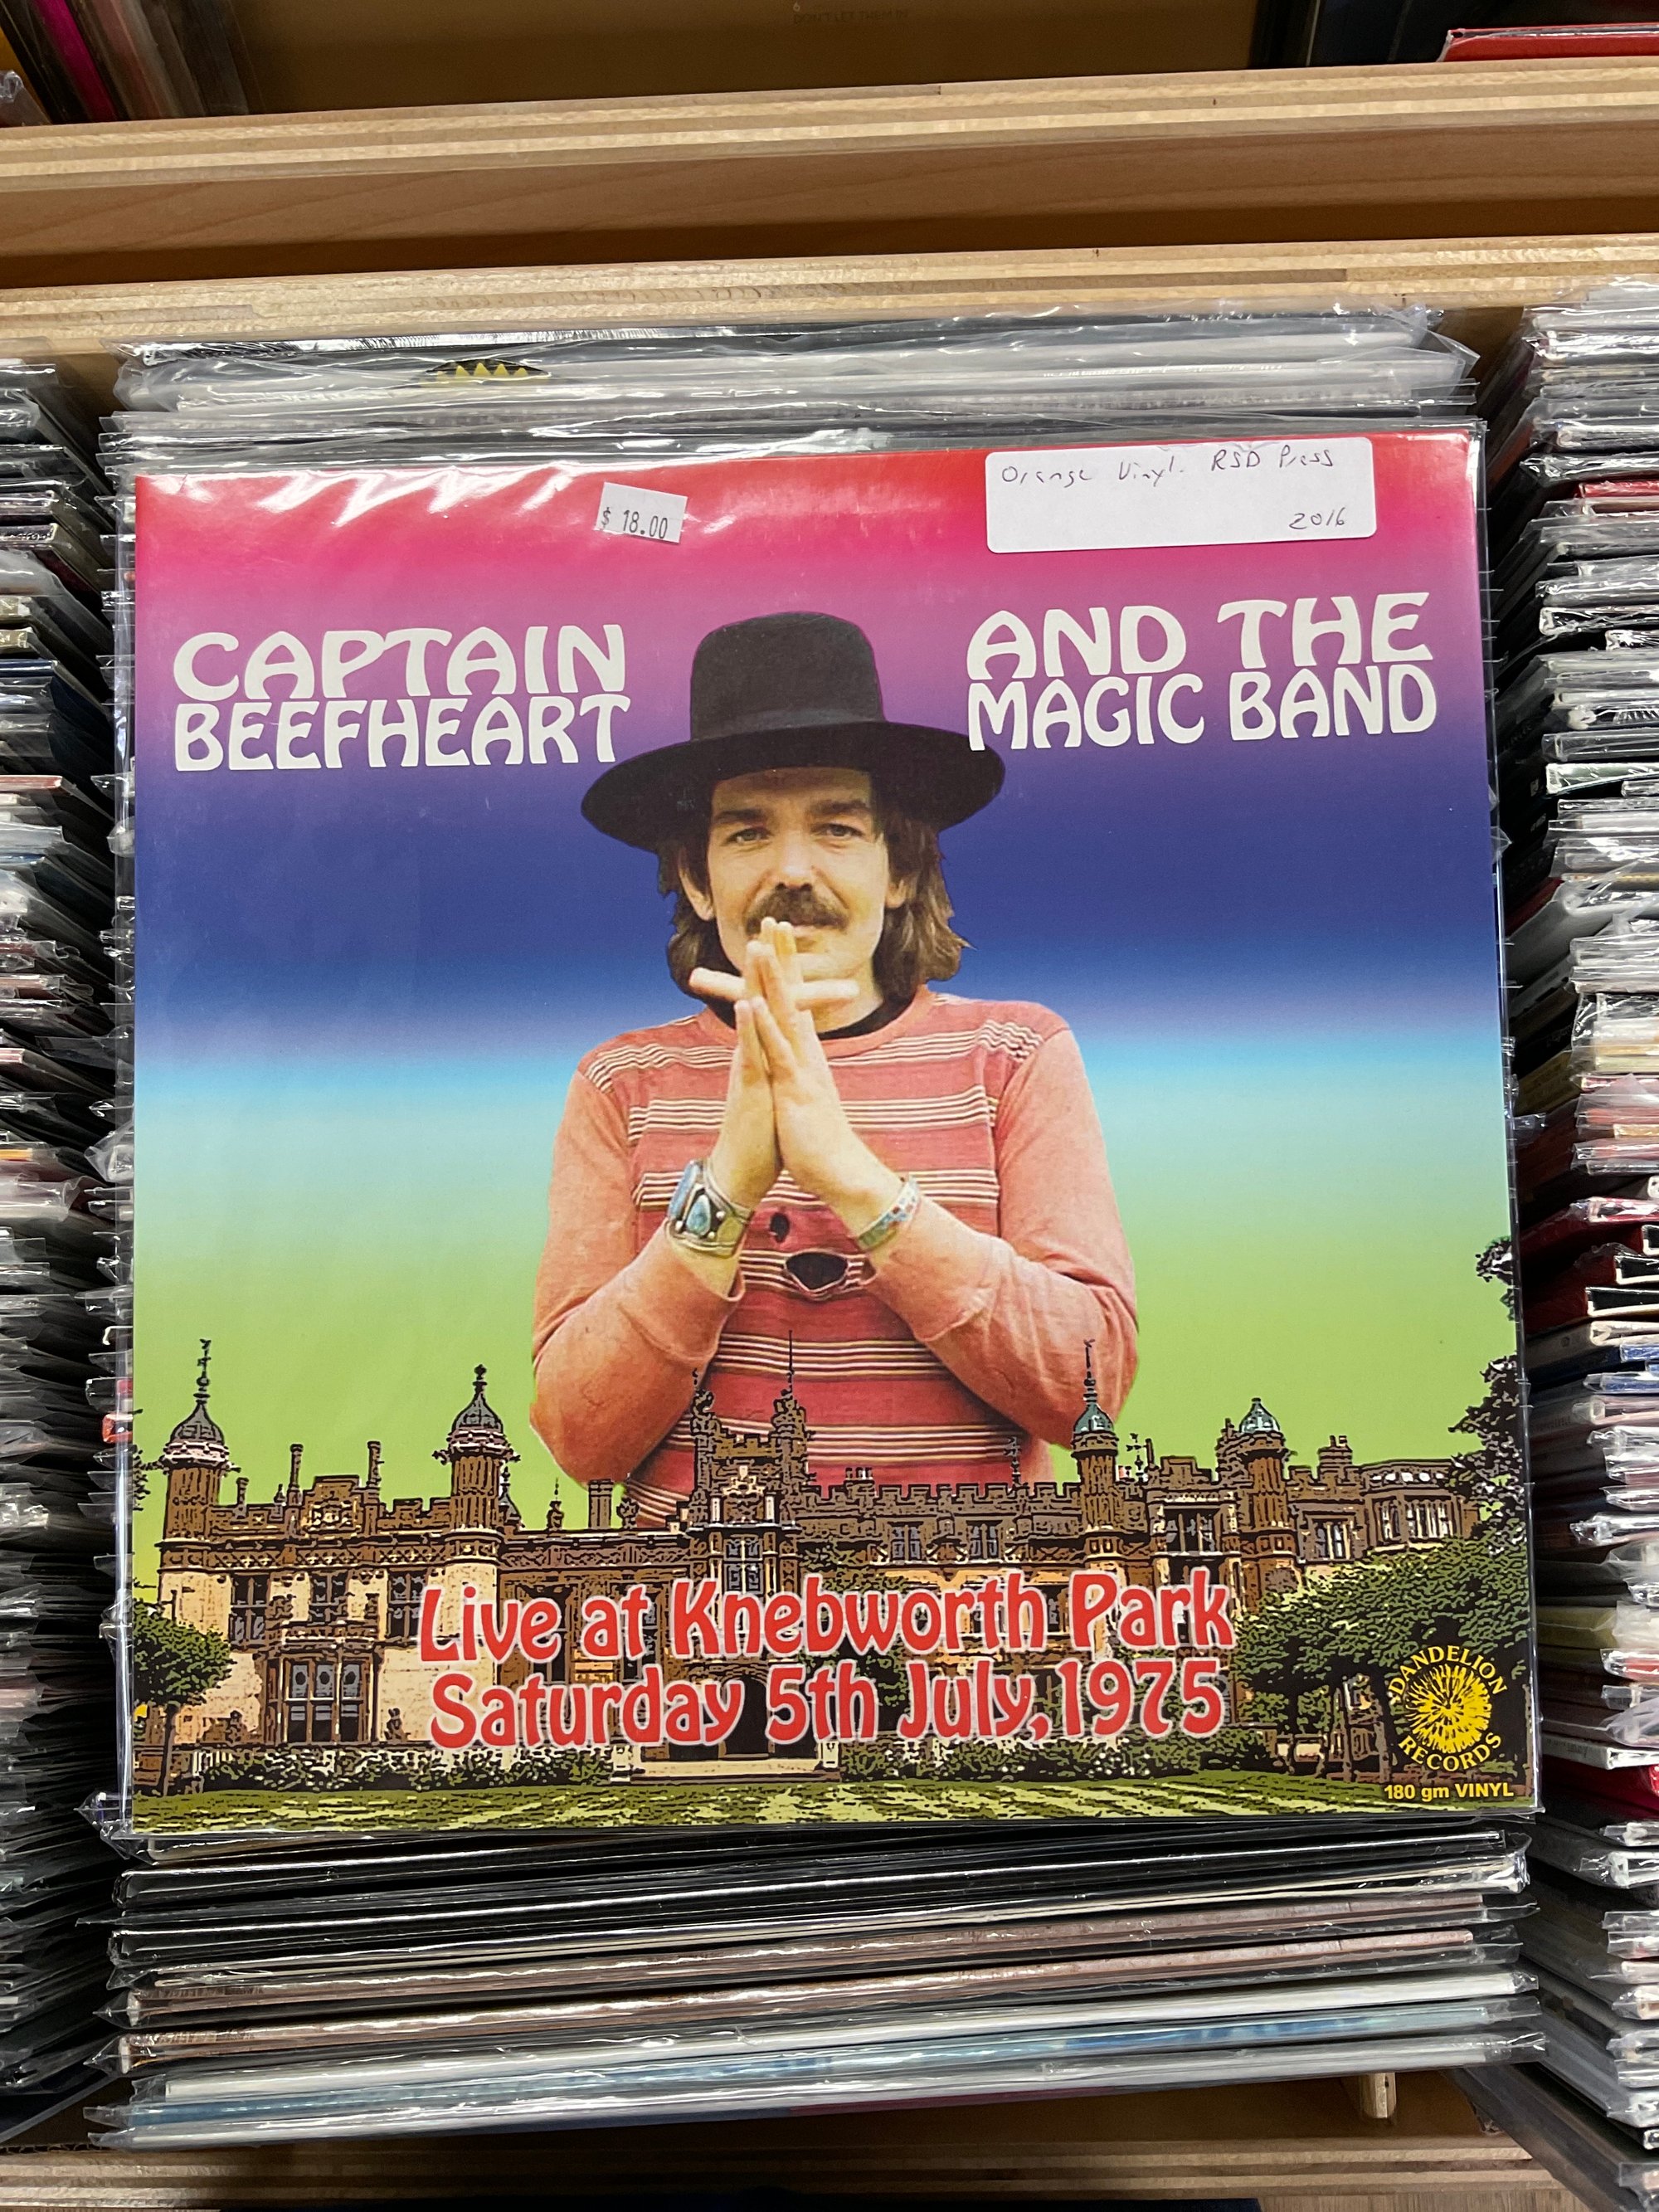 Orange Vinyl. RSD Press
2016
$ 18.00
CAPTAIN
BEEFHEART
AND THE
MAGIC BAND
Live at Knebworth Park
Saturday 5th July, 1975
DANDELION
RECORDS
180 gm VINYL